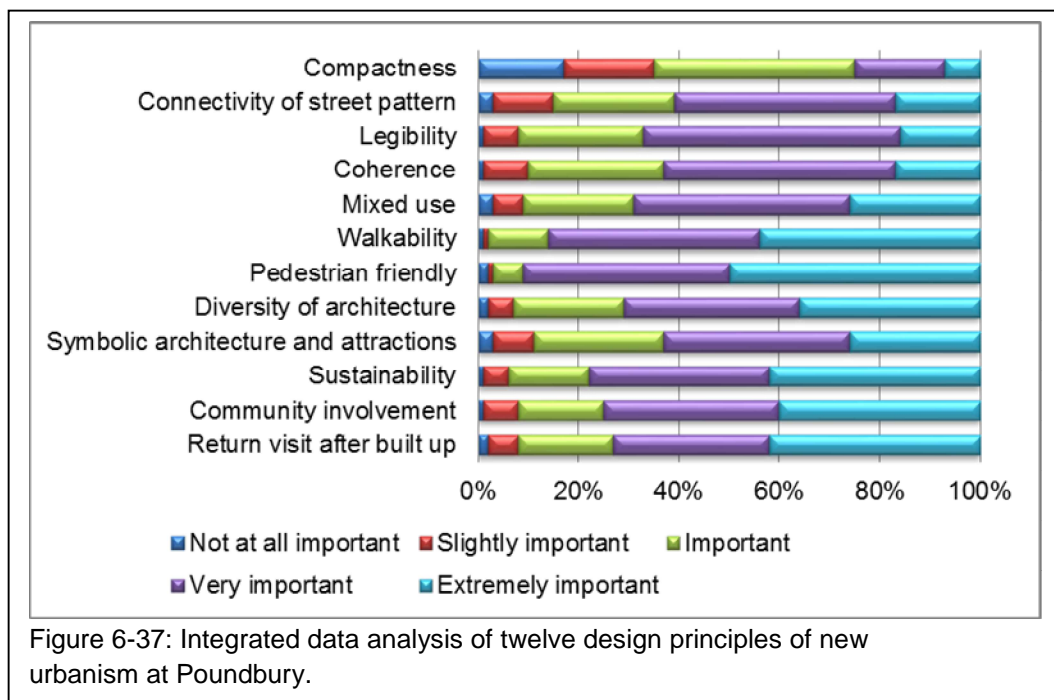 Compactness
Connectivity of street pattern
Legibility
Coherence
Mixed use
Walkability
Pedestrian friendly
Diversity of architecture
Symbolic architecture and attractions
Sustainability
Community involvement
Return visit after built up
0% 20% 40% 60% 80% 100%
Not at all important Slightly important Important
Very important Extremely important
Figure 6-37: Integrated data analysis of twelve design principles of new
urbanism at Poundbury.